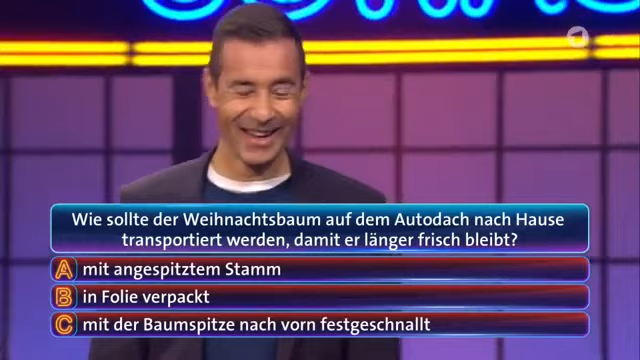 Wie sollte der Weihnachtsbaum auf dem Autodach nach Hause
transportiert werden, damit er länger frisch bleibt?
A mit angespitztem Stamm
B in Folie verpackt
C mit der Baumspitze nach vorn festgeschnallt